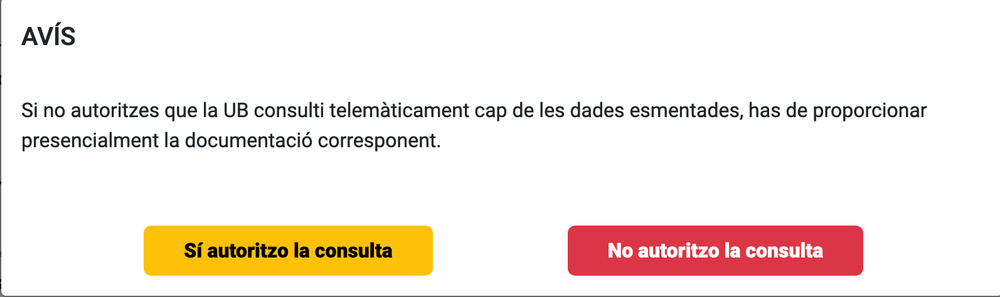 AVÍS
Si no autoritzes que la UB consulti telemàticament cap de les dades esmentades, has de proporcionar
presencialment la documentació corresponent.
Sí autoritzo la consulta
No autoritzo la consulta